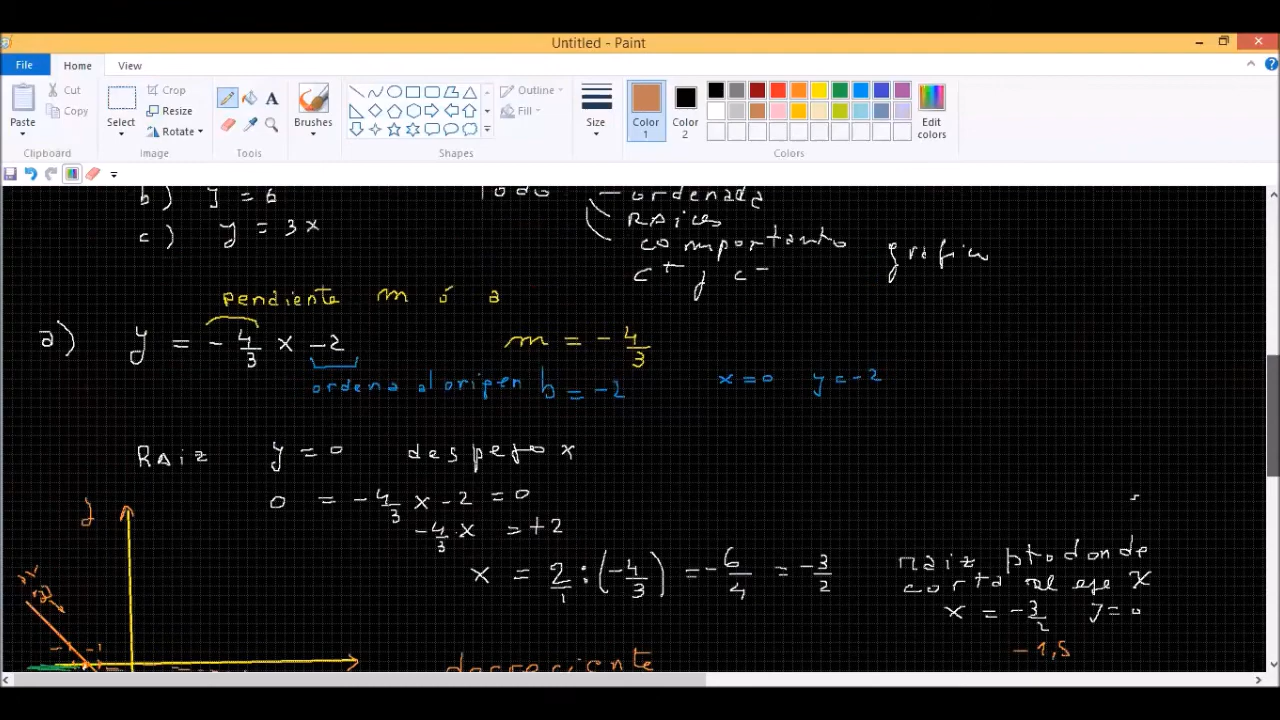 Untitled - Paint
File Home View
Cut
Copy
Paste
Clipboard
Select
Crop
Resize
Rotate
Image
Tools
Brushes
Shapes
Outline
Fill
Size
Color 1
Color 2
Edit colors
Colors
b) y = 6
Todo
ordenada
c) y = 3x
Raices
comportamto
grafica
c+ y c-
pendiente m ó a
a) y = -4/3 x -2
m = -4/3
ordena al origen b = -2
x = 0 y = -2
Raiz y = 0 despejo x
0 = -4/3 x - 2 = 0
y
-4/3 . x = +2
x = 2/1 : (-4/3) = -6/4 = -3/2
raiz pto donde
corta al eje X
x = -3/2 y = 0
-1,5
decreciente